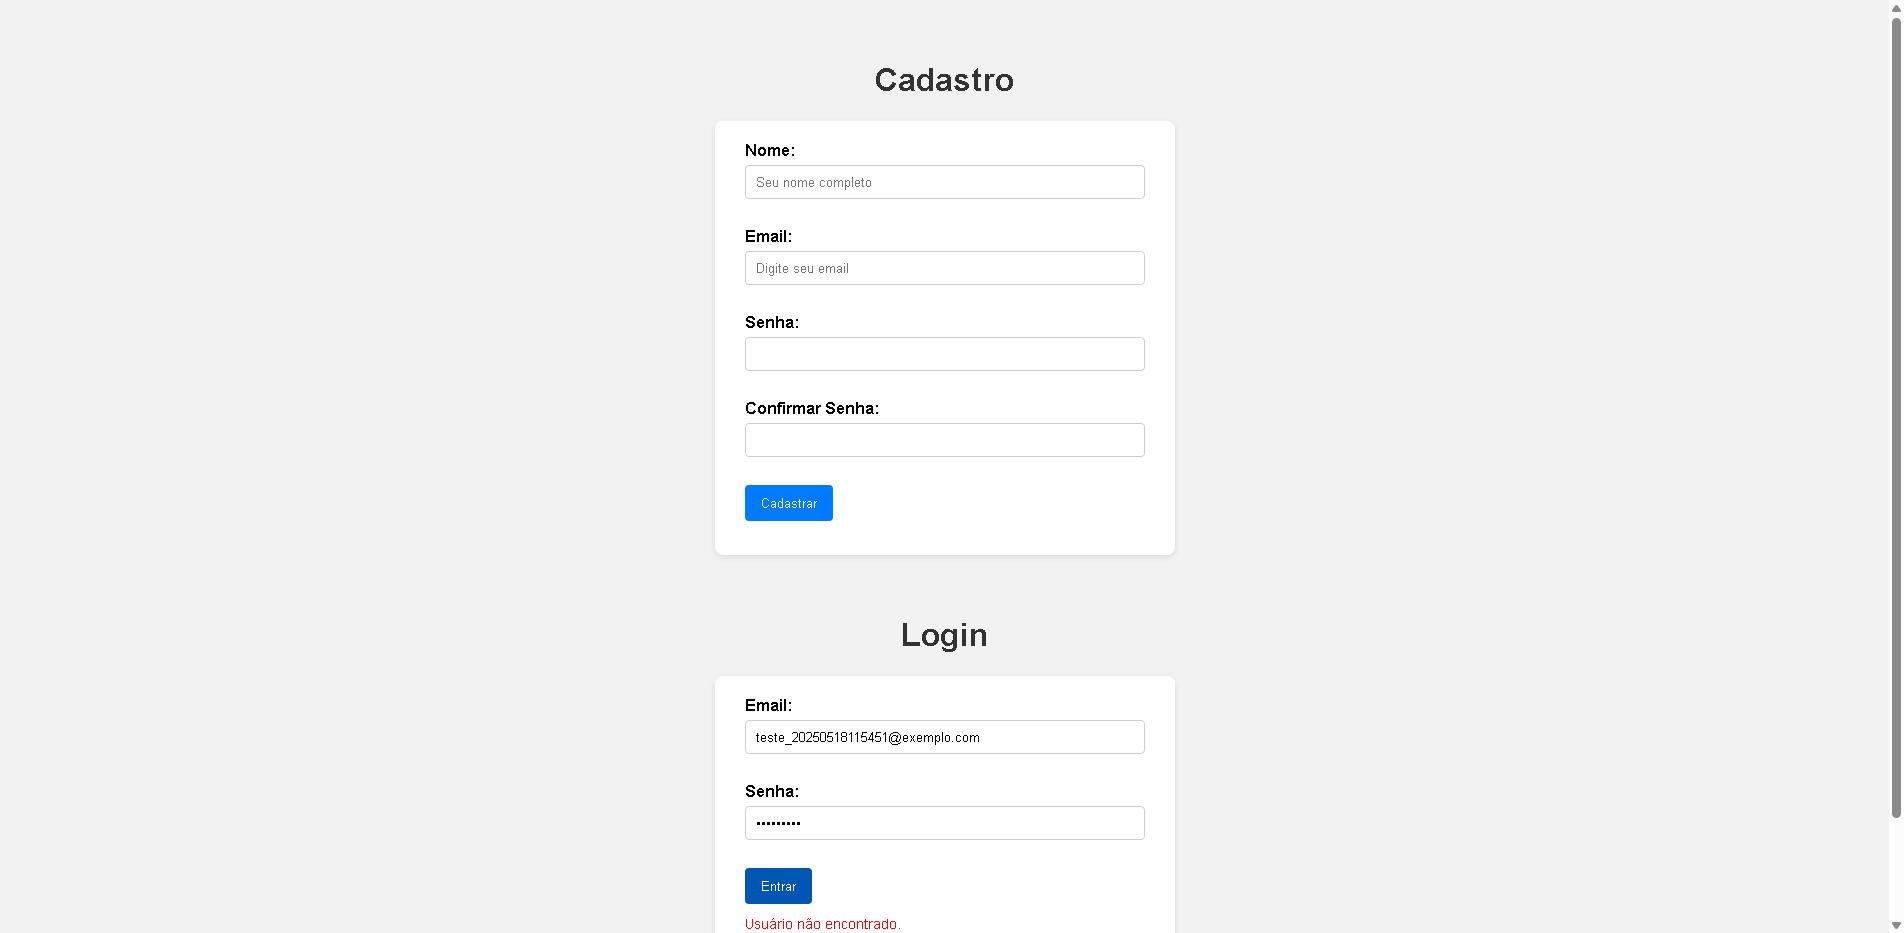 Cadastro
Nome:
Seu nome completo
Email:
Digite seu email
Senha:
Confirmar Senha:
Cadastrar
Login
Email:
teste_20250518115451@exemplo.com
Senha:
•••••••••
Entrar
Usuário não encontrado.